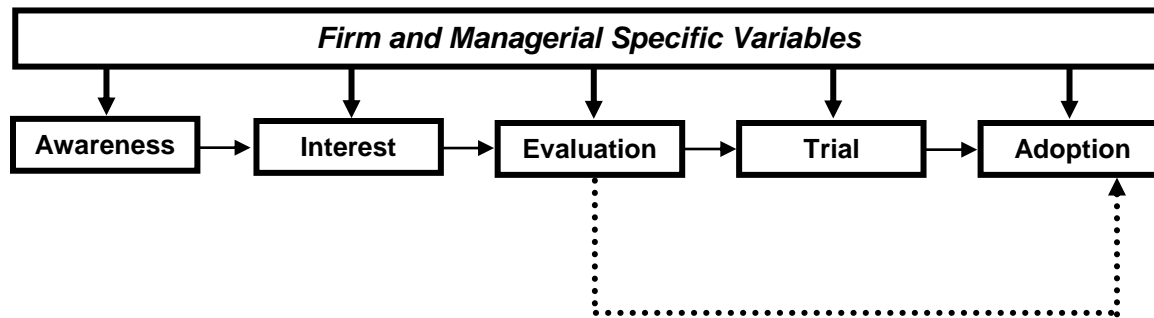 Firm and Managerial Specific Variables
Awareness
Interest
Evaluation
Trial
Adoption